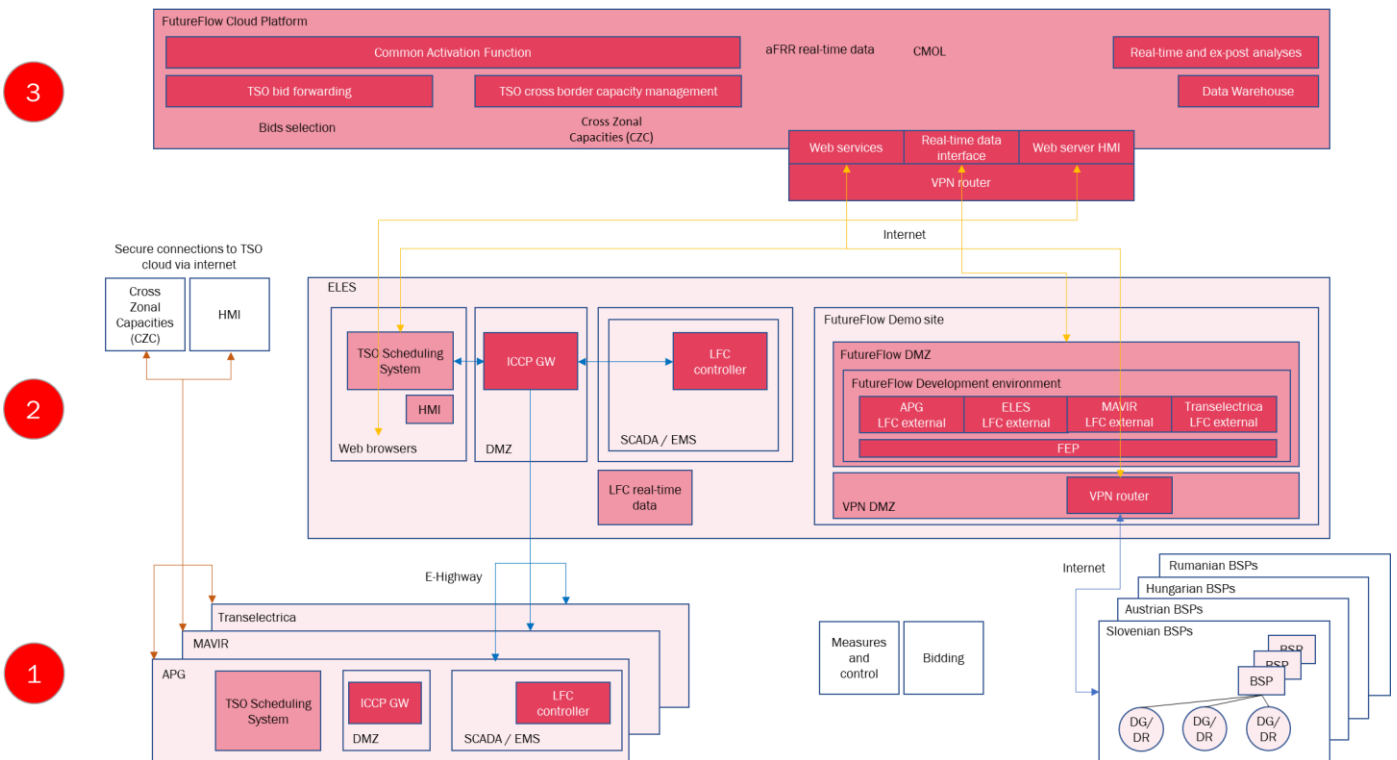 FutureFlow Cloud Platform
Common Activation Function
aFRR real-time data
CMOL
Real-time and ex-post analyses
3
TSO bid forwarding
TSO cross border capacity management
Data Warehouse
Bids selection
Cross Zonal
Capacities (CZC)
Web services
Real-time data
interface
Web server HMI
VPN router
Internet
Secure connections to TSO
cloud via internet
Cross
Zonal
Capacities
(CZC)
HMI
2
ELES
TSO Scheduling
System
HMI
Web browsers
ICCP GW
DMZ
LFC
controller
SCADA / EMS
LFC real-time
data
FutureFlow Demo site
FutureFlow DMZ
FutureFlow Development environment
APG
LFC external
ELES
LFC external
MAVIR
LFC external
Transelectrica
LFC external
FEP
VPN router
VPN DMZ
E-Highway
Internet
1
Transelectrica
MAVIR
APG
TSO Scheduling
System
ICCP GW
DMZ
LFC
controller
SCADA / EMS
Measures
and
control
Bidding
Rumanian BSPs
Hungarian BSPs
Austrian BSPs
Slovenian BSPs
BSP
BSP
BSP
DG/
DR
DG/
DR
DG/
DR